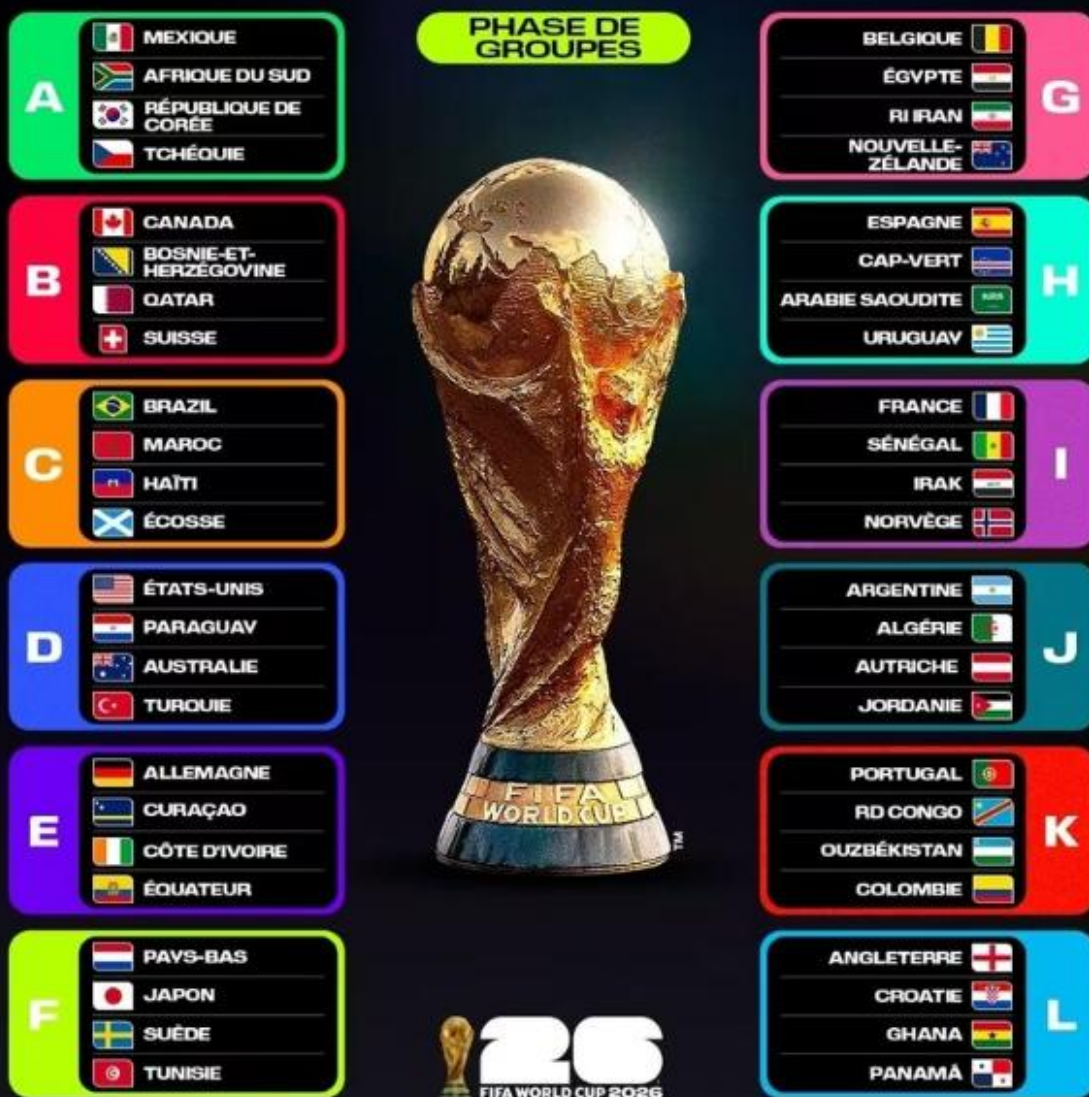 PHASE DE
GROUPES
A
MEXIQUE
AFRIQUE DU SUD
RÉPUBLIQUE DE
CORÉE
TCHÉQUIE
B
CANADA
BOSNIE-ET-
HERZÉGOVINE
QATAR
SUISSE
C
BRAZIL
MAROC
HAÏTI
ÉCOSSE
D
ÉTATS-UNIS
PARAGUAY
AUSTRALIE
TURQUIE
E
ALLEMAGNE
CURAÇAO
CÔTE D'IVOIRE
ÉQUATEUR
F
PAYS-BAS
JAPON
SUÈDE
TUNISIE
G
BELGIQUE
ÉGYPTE
RI IRAN
NOUVELLE-
ZÉLANDE
H
ESPAGNE
CAP-VERT
ARABIE SAOUDITE
URUGUAY
I
FRANCE
SÉNÉGAL
IRAK
NORVÈGE
J
ARGENTINE
ALGÉRIE
AUTRICHE
JORDANIE
K
PORTUGAL
RD CONGO
OUZBÉKISTAN
COLOMBIE
L
ANGLETERRE
CROATIE
GHANA
PANAMÁ
FIFA
WORLD CUP
TM
26
FIFA WORLD CUP 2026